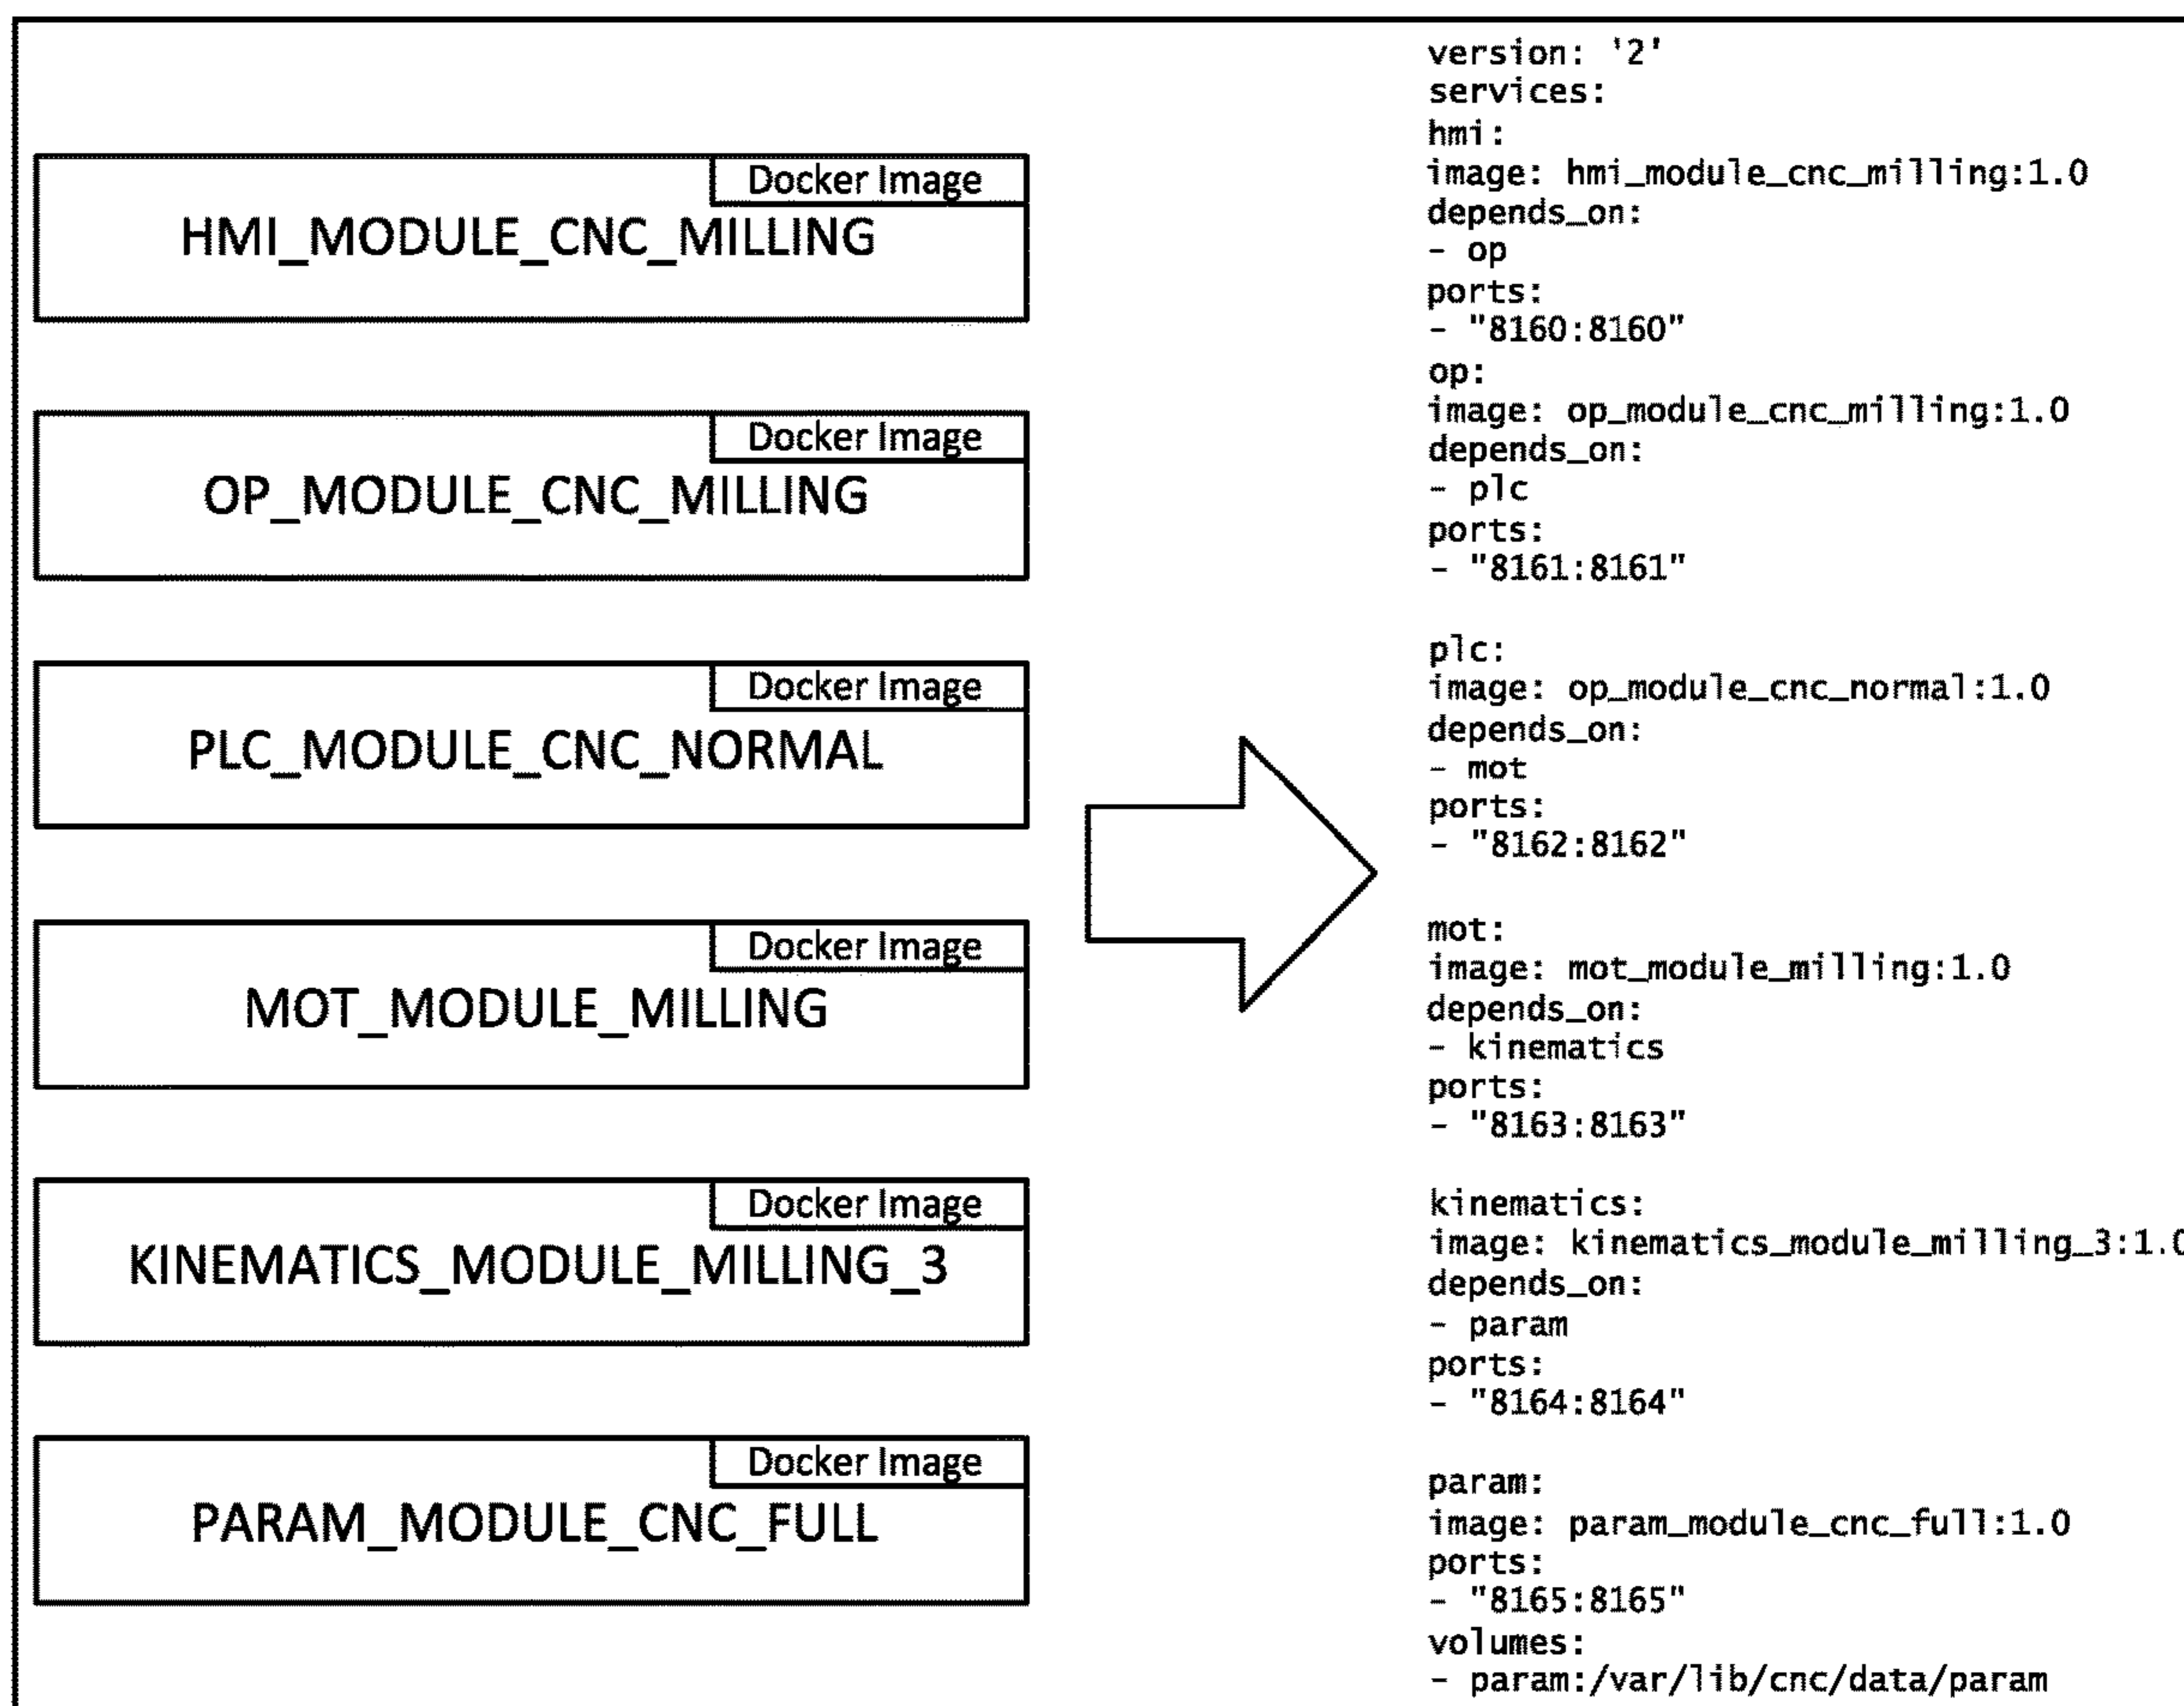 Docker Image
HMI_MODULE_CNC_MILLING
Docker Image
OP_MODULE_CNC_MILLING
Docker Image
PLC_MODULE_CNC_NORMAL
Docker Image
MOT_MODULE_MILLING
Docker Image
KINEMATICS_MODULE_MILLING_3
Docker Image
PARAM_MODULE_CNC_FULL
version: '2'
services:
hmi:
image: hmi_module_cnc_milling:1.0
depends_on:
- op
ports:
- "8160:8160"
op:
image: op_module_cnc_milling:1.0
depends_on:
- plc
ports:
- "8161:8161"
plc:
image: op_module_cnc_normal:1.0
depends_on:
- mot
ports:
- "8162:8162"
mot:
image: mot_module_milling:1.0
depends_on:
- kinematics
ports:
- "8163:8163"
kinematics:
image: kinematics_module_milling_3:1.0
depends_on:
- param
ports:
- "8164:8164"
param:
image: param_module_cnc_full:1.0
ports:
- "8165:8165"
volumes:
- param:/var/lib/cnc/data/param